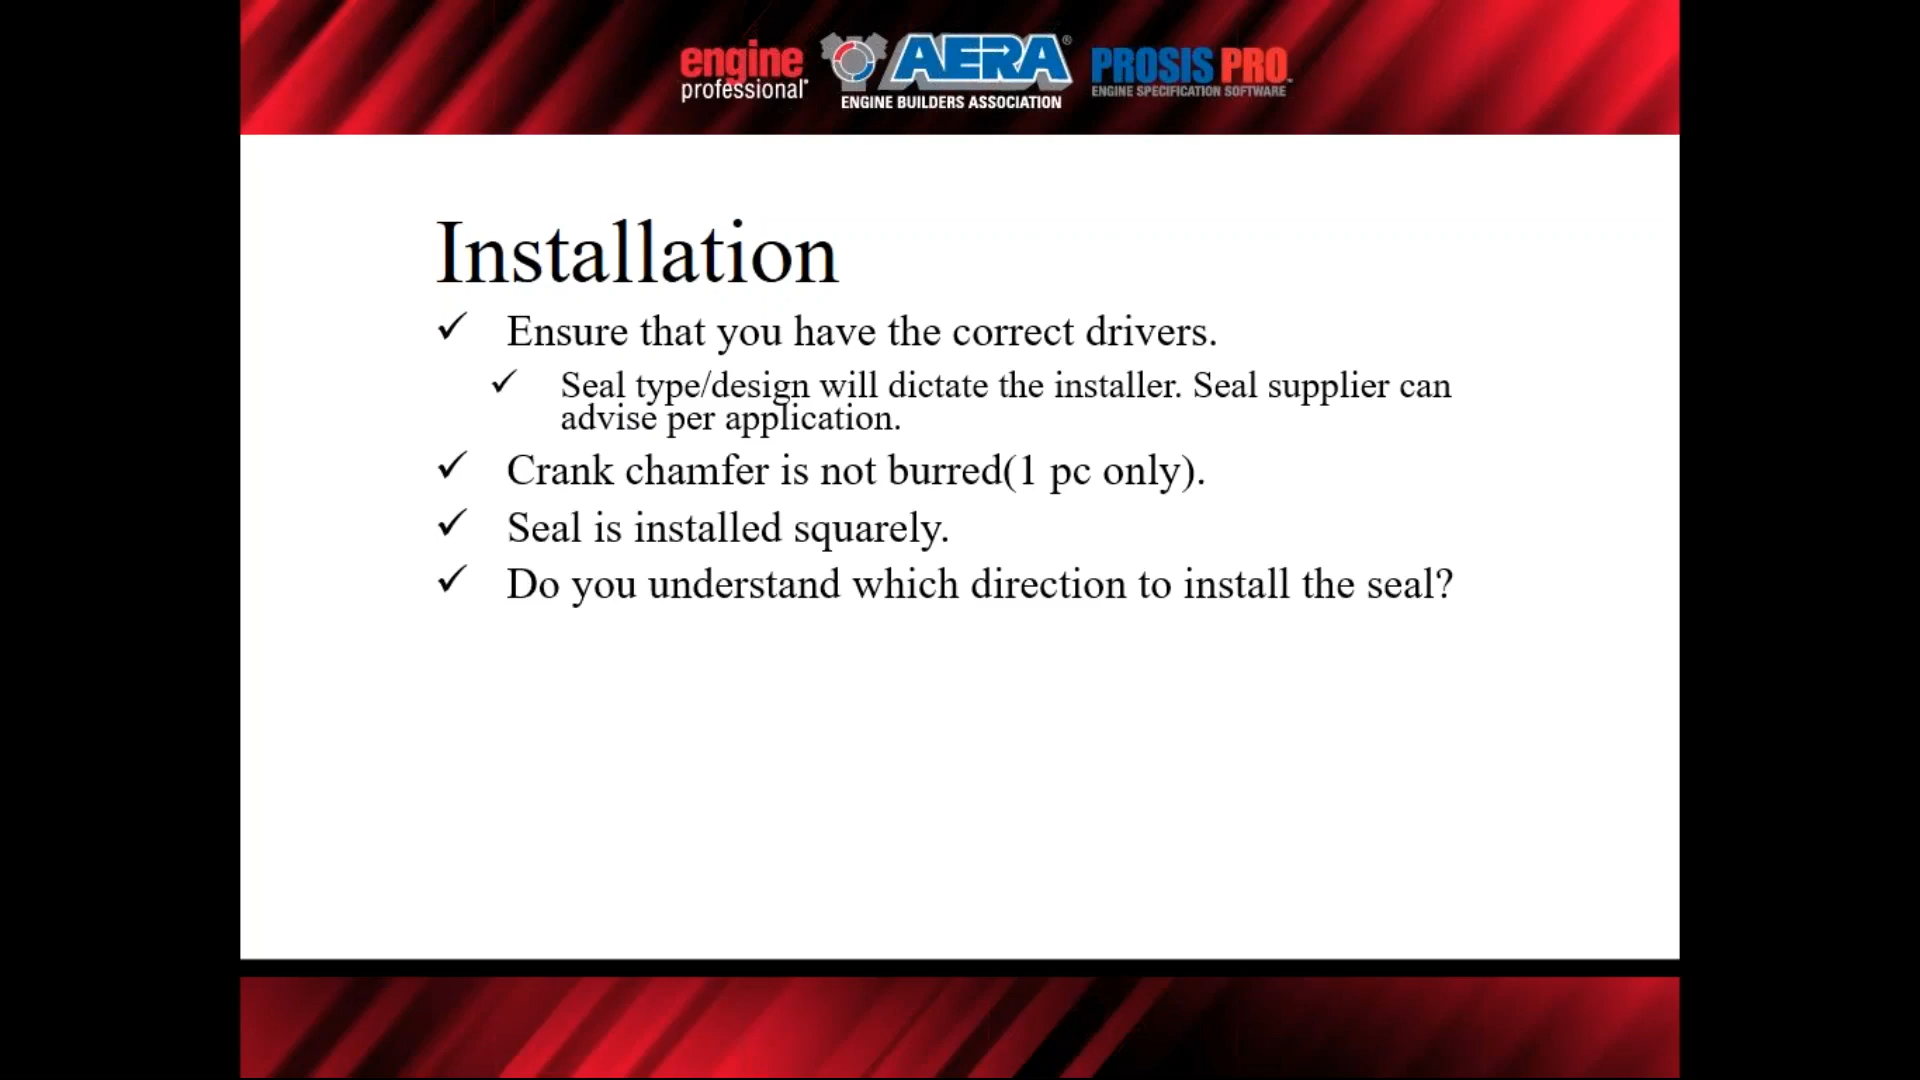 engine
professional
AERA®
ENGINE BUILDERS ASSOCIATION
PROSIS PRO
ENGINE SPECIFICATION SOFTWARE
Installation
✓ Ensure that you have the correct drivers.
✓ Seal type/design will dictate the installer. Seal supplier can
advise per application.
✓ Crank chamfer is not burred(1 pc only).
✓ Seal is installed squarely.
✓ Do you understand which direction to install the seal?